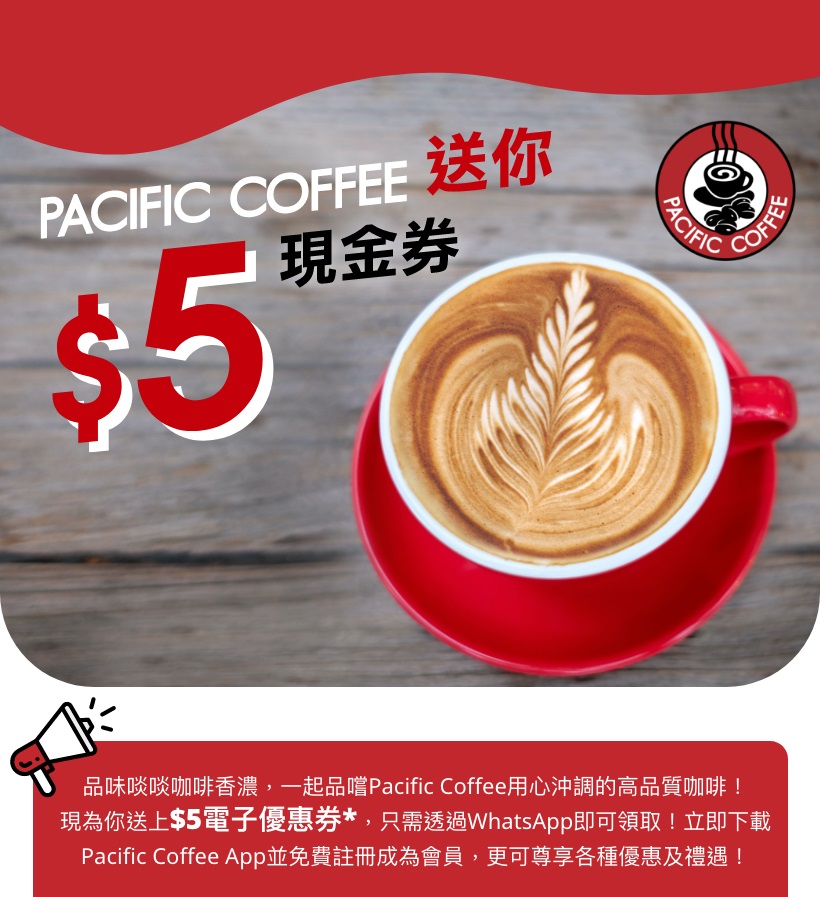 PACIFIC COFFEE 送你
$5 現金券
PACIFIC COFFEE
品味啖啖咖啡香濃，一起品嚐Pacific Coffee用心沖調的高品質咖啡！
現為你送上$5電子優惠券*，只需透過WhatsApp即可領取！立即下載
Pacific Coffee App並免費註冊成為會員，更可尊享各種優惠及禮遇！